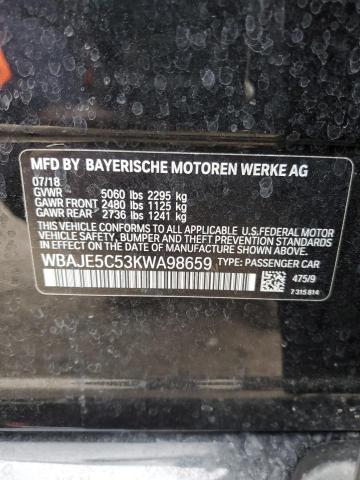 MFD BY BAYERISCHE MOTOREN WERKE AG
07/18
GVWR 5060 lbs 2295 kg
GAWR FRONT 2480 lbs 1125 kg
GAWR REAR 2736 lbs 1241 kg
THIS VEHICLE CONFORMS TO ALL APPLICABLE U.S.FEDERAL
MOTOR VEHICLE SAFETY, BUMPER, AND THEFT PREVENTION
STANDARDS IN EFFECT ON THE DATE OF MANUFACTURE SHOWN
ABOVE.
WBAJE5C53KWA98659 TYPE: PASSENGER CAR
475/9
7 315 814